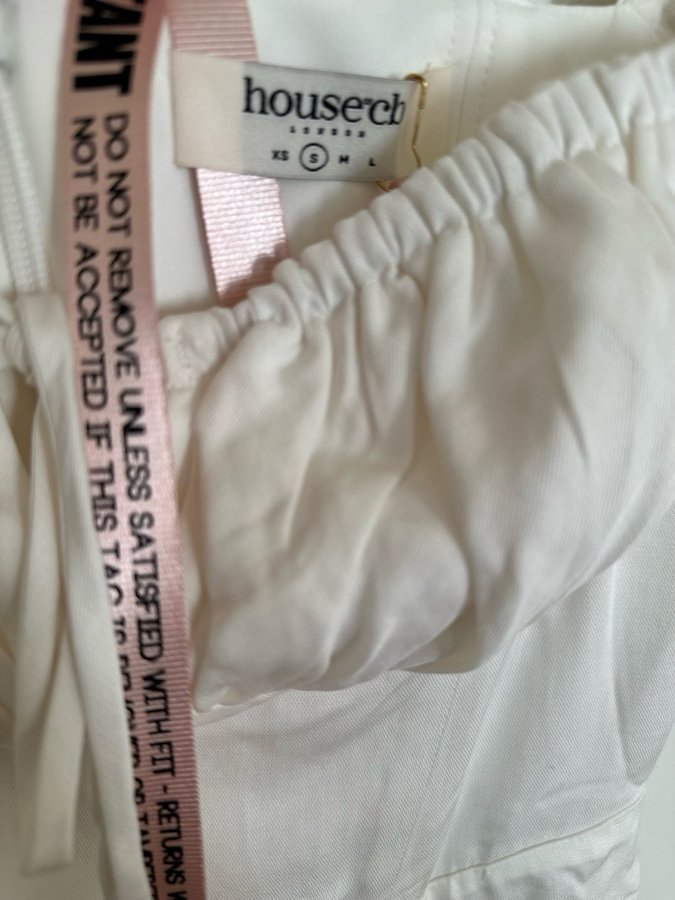 house of cb
LONDON
XS S M L
ANT
DO NOT REMOVE UNLESS SATISFIED WITH FIT - RETURNS
NOT BE ACCEPTED IF THIS TAG IS